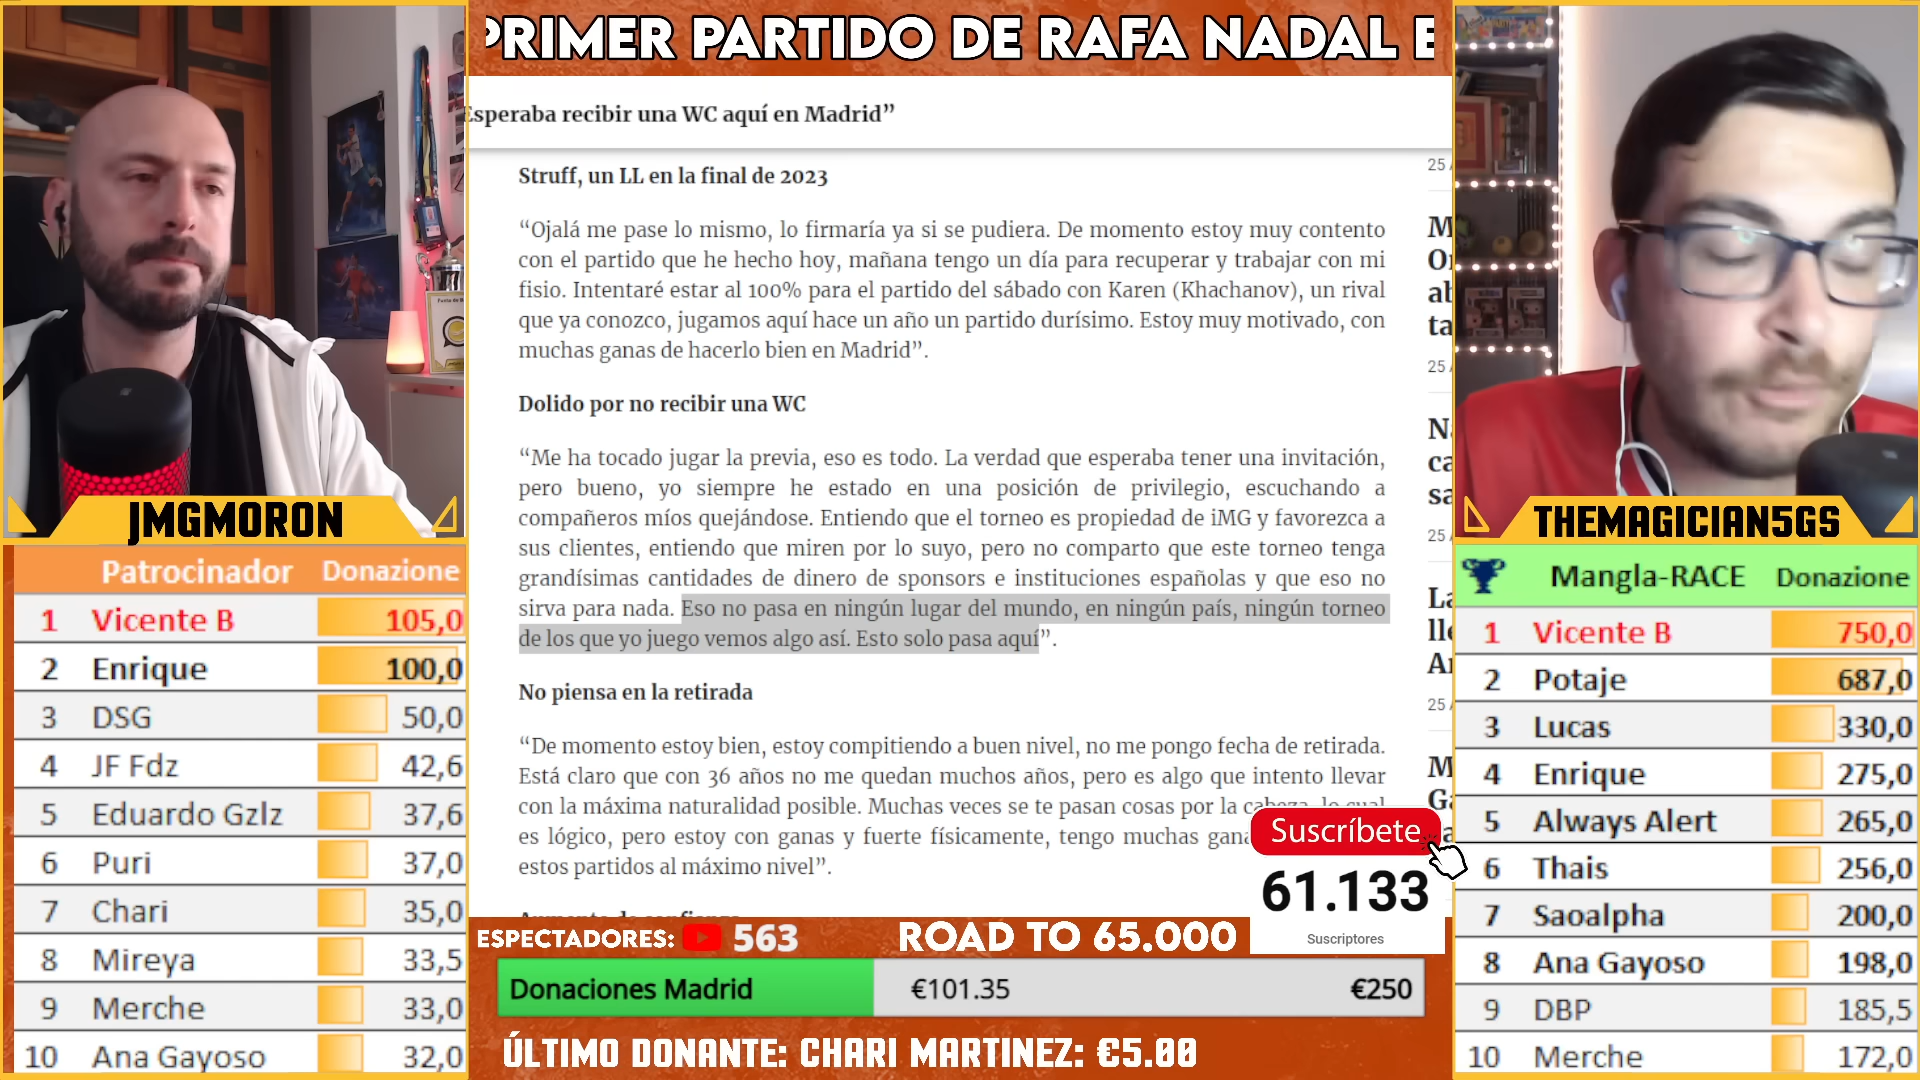 PRIMER PARTIDO DE RAFA NADAL E
Esperaba recibir una WC aquí en Madrid”
Struff, un LL en la final de 2023
“Ojalá me pase lo mismo, lo firmaría ya si se pudiera. De momento estoy muy contento
con el partido que he hecho hoy, mañana tengo un día para recuperar y trabajar con mi
fisio. Intentaré estar al 100% para el partido del sábado con Karen (Khachanov), un rival
que ya conozco, jugamos aquí hace un año un partido durísimo. Estoy muy motivado, con
muchas ganas de hacerlo bien en Madrid”.
Dolido por no recibir una WC
“Me ha tocado jugar la previa, eso es todo. La verdad que esperaba tener una invitación,
pero bueno, yo siempre he estado en una posición de privilegio, escuchando a
compañeros míos quejándose. Entiendo que el torneo es propiedad de iMG y favorezca a
sus clientes, entiendo que miren por lo suyo, pero no comparto que este torneo tenga
grandísimas cantidades de dinero de sponsors e instituciones españolas y que eso no
sirva para nada. Eso no pasa en ningún lugar del mundo, en ningún país, ningún torneo
de los que yo juego vemos algo así. Esto solo pasa aquí”.
No piensa en la retirada
“De momento estoy bien, estoy compitiendo a buen nivel, no me pongo fecha de retirada.
Está claro que con 36 años no me quedan muchos años, pero es algo que intento llevar
con la máxima naturalidad posible. Muchas veces se te pasan cosas por la cabeza, lo cual
es lógico, pero estoy con ganas y fuerte físicamente, tengo muchas gana
estos partidos al máximo nivel”.
Aumento de confianza
25
M
O
ab
ta
25
N
ca
sa
25
La
lle
A
25
M
Ga
JMGMORON
Patrocinador Donazione
1 Vicente B 105,0
2 Enrique 100,0
3 DSG 50,0
4 JF Fdz 42,6
5 Eduardo Gzlz 37,6
6 Puri 37,0
7 Chari 35,0
8 Mireya 33,5
9 Merche 33,0
10 Ana Gayoso 32,0
THEMAGICIAN5GS
Mangla-RACE Donazione
1 Vicente B 750,0
2 Potaje 687,0
3 Lucas 330,0
4 Enrique 275,0
5 Always Alert 265,0
6 Thais 256,0
7 Saoalpha 200,0
8 Ana Gayoso 198,0
9 DBP 185,5
10 Merche 172,0
Suscríbete
61.133
Suscriptores
ESPECTADORES: 563
ROAD TO 65.000
Donaciones Madrid €101.35 €250
ÚLTIMO DONANTE: CHARI MARTINEZ: €5.00